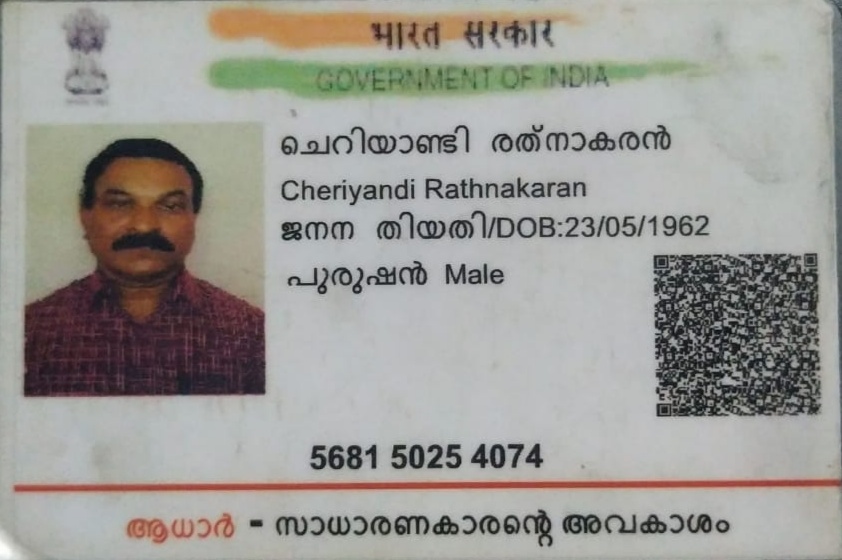 भारत सरकार
GOVERNMENT OF INDIA
ചെറിയാണ്ടി രത്നാകരൻ
Cheriyandi Rathnakaran
ജനന തിയതി/DOB:23/05/1962
പുരുഷൻ Male
5681 5025 4074
ആധാർ - സാധാരണകാരന്റെ അവകാശം